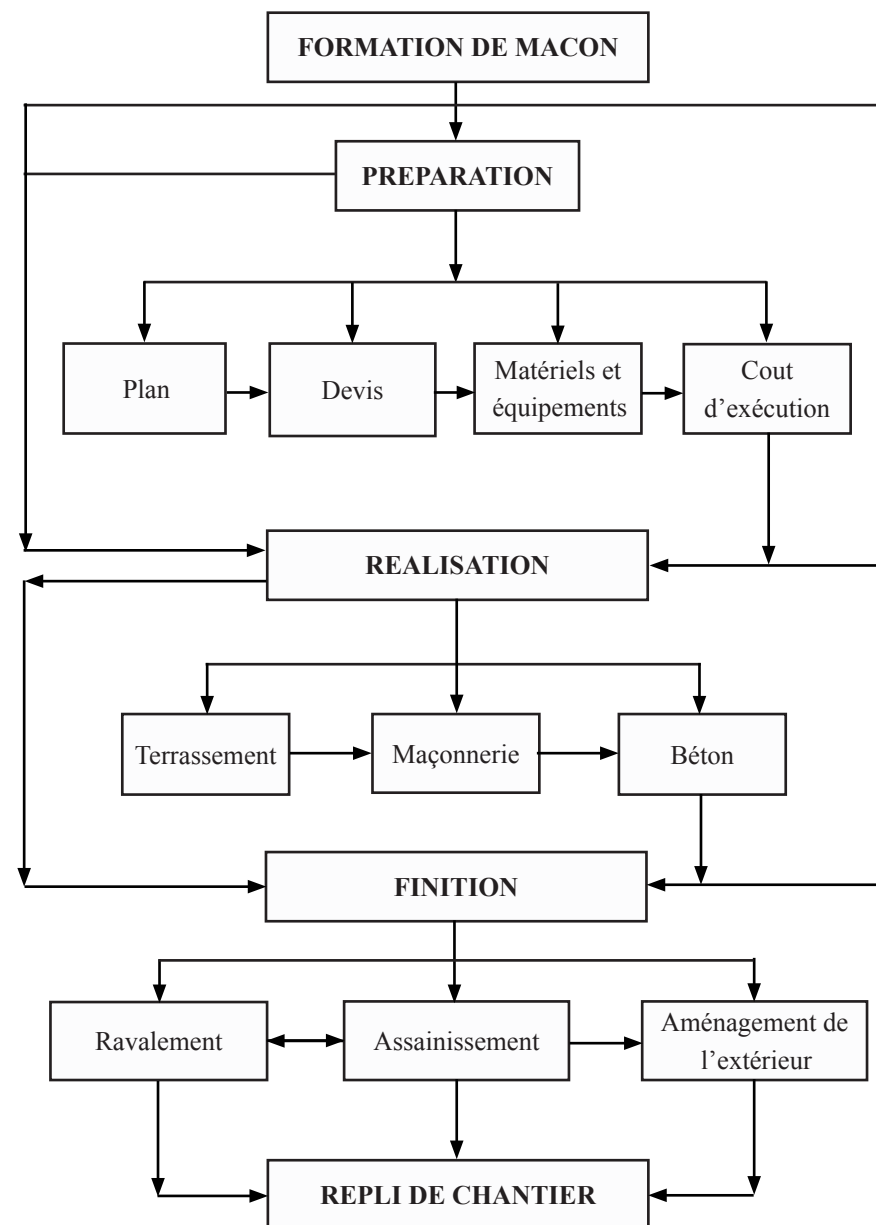 FORMATION DE MACON
PREPARATION
Plan
Devis
Matériels et
équipements
Cout
d’exécution
REALISATION
Terrassement
Maçonnerie
Béton
FINITION
Ravalement
Assainissement
Aménagement de
l’extérieur
REPLI DE CHANTIER